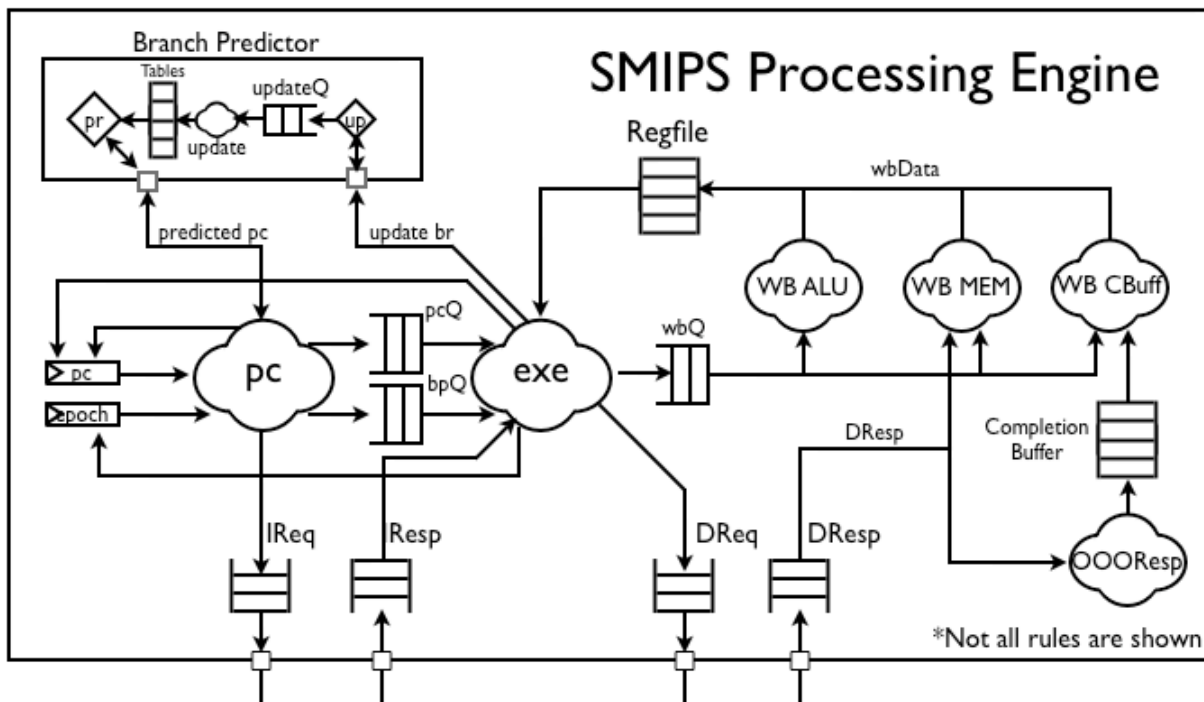 Branch Predictor
SMIPS Processing Engine
Tables
updateQ
pr
up
update
Regfile
wbData
predicted pc
update br
WB ALU
WB MEM
WB CBuff
pcQ
wbQ
pc
pc
exe
bpQ
epoch
DResp
Completion
Buffer
IReq
IResp
DReq
DResp
OOOResp
*Not all rules are shown